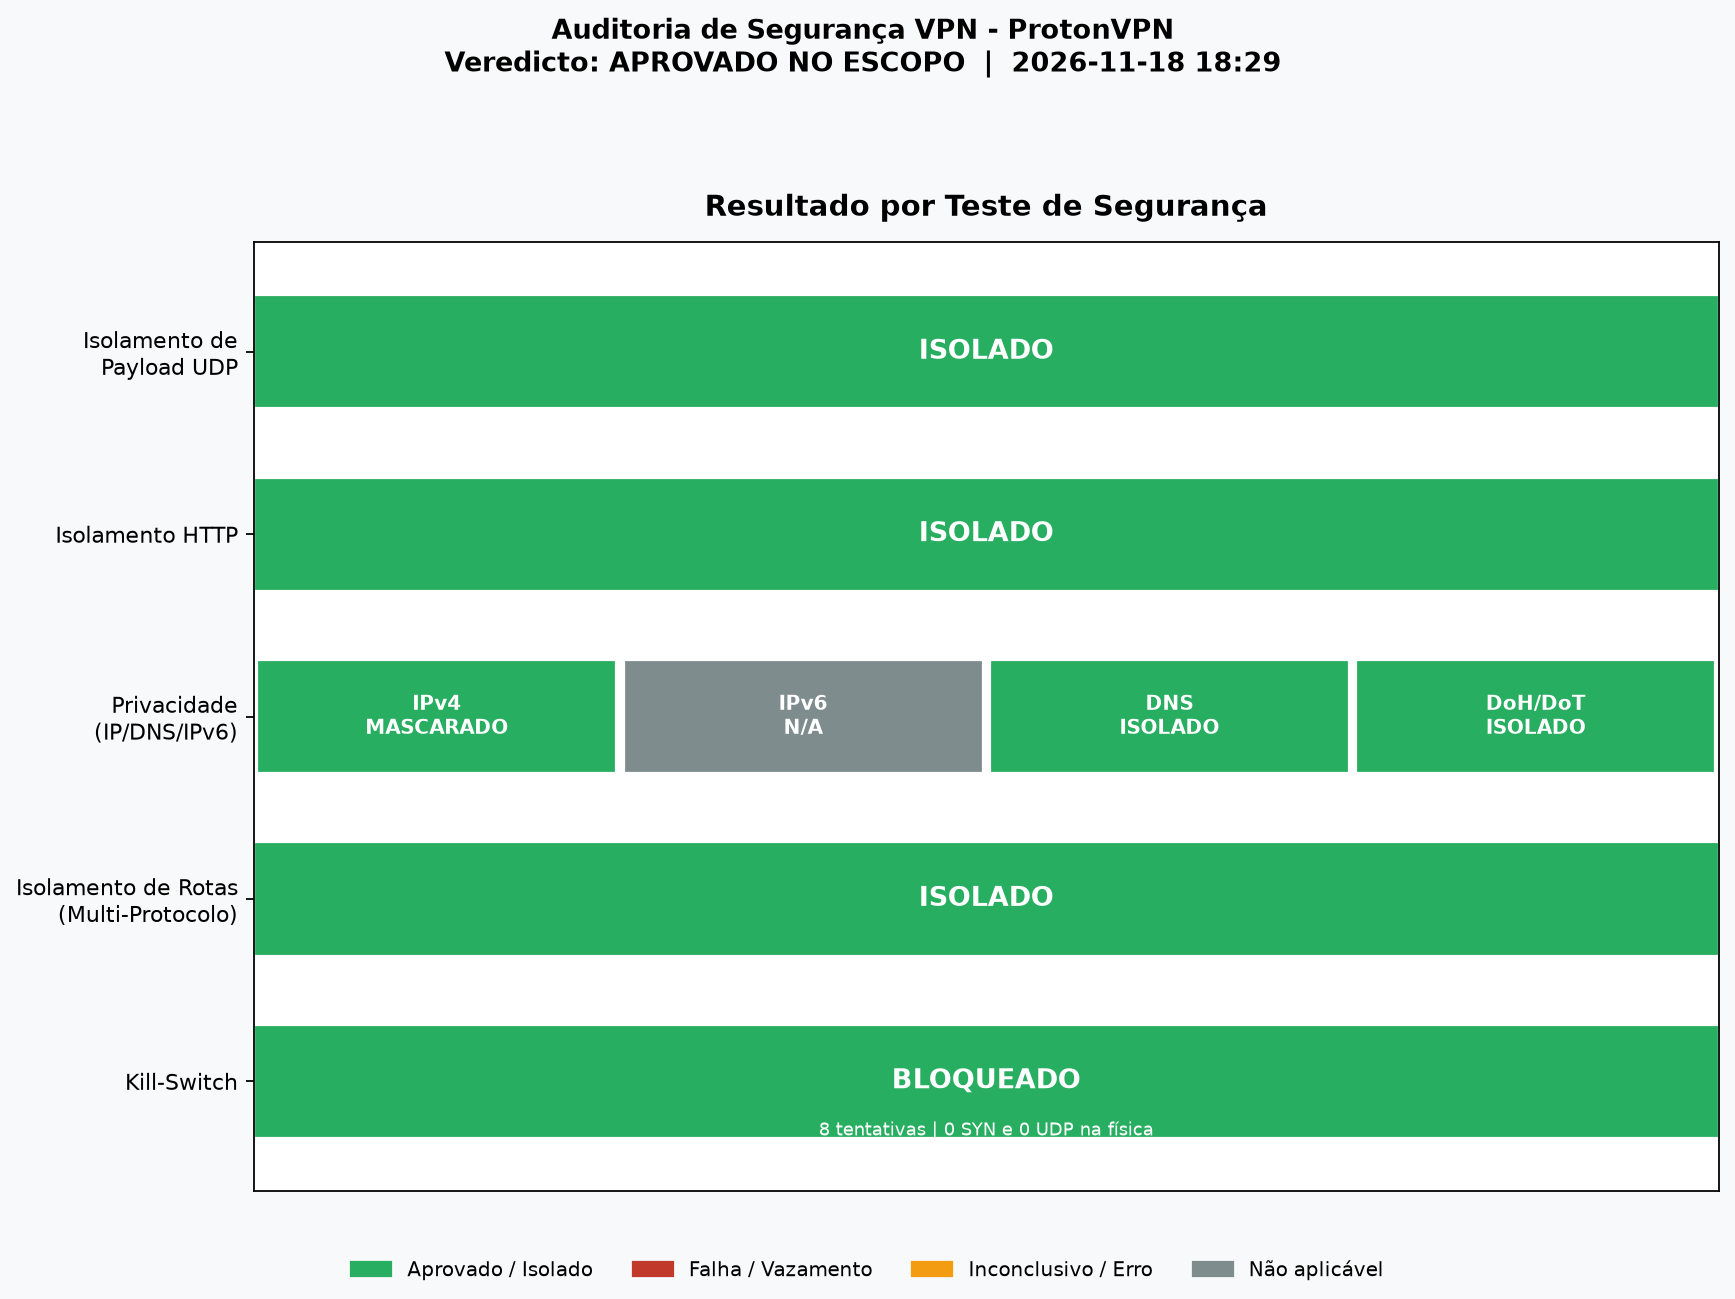 Auditoria de Segurança VPN - ProtonVPN
Veredicto: APROVADO NO ESCOPO | 2026-11-18 18:29
Resultado por Teste de Segurança
Isolamento de
Payload UDP
ISOLADO
Isolamento HTTP
ISOLADO
Privacidade
(IP/DNS/IPv6)
IPv4
MASCARADO
IPv6
N/A
DNS
ISOLADO
DoH/DoT
ISOLADO
Isolamento de Rotas
(Multi-Protocolo)
ISOLADO
Kill-Switch
BLOQUEADO
8 tentativas | 0 SYN e 0 UDP na física
Aprovado / Isolado
Falha / Vazamento
Inconclusivo / Erro
Não aplicável